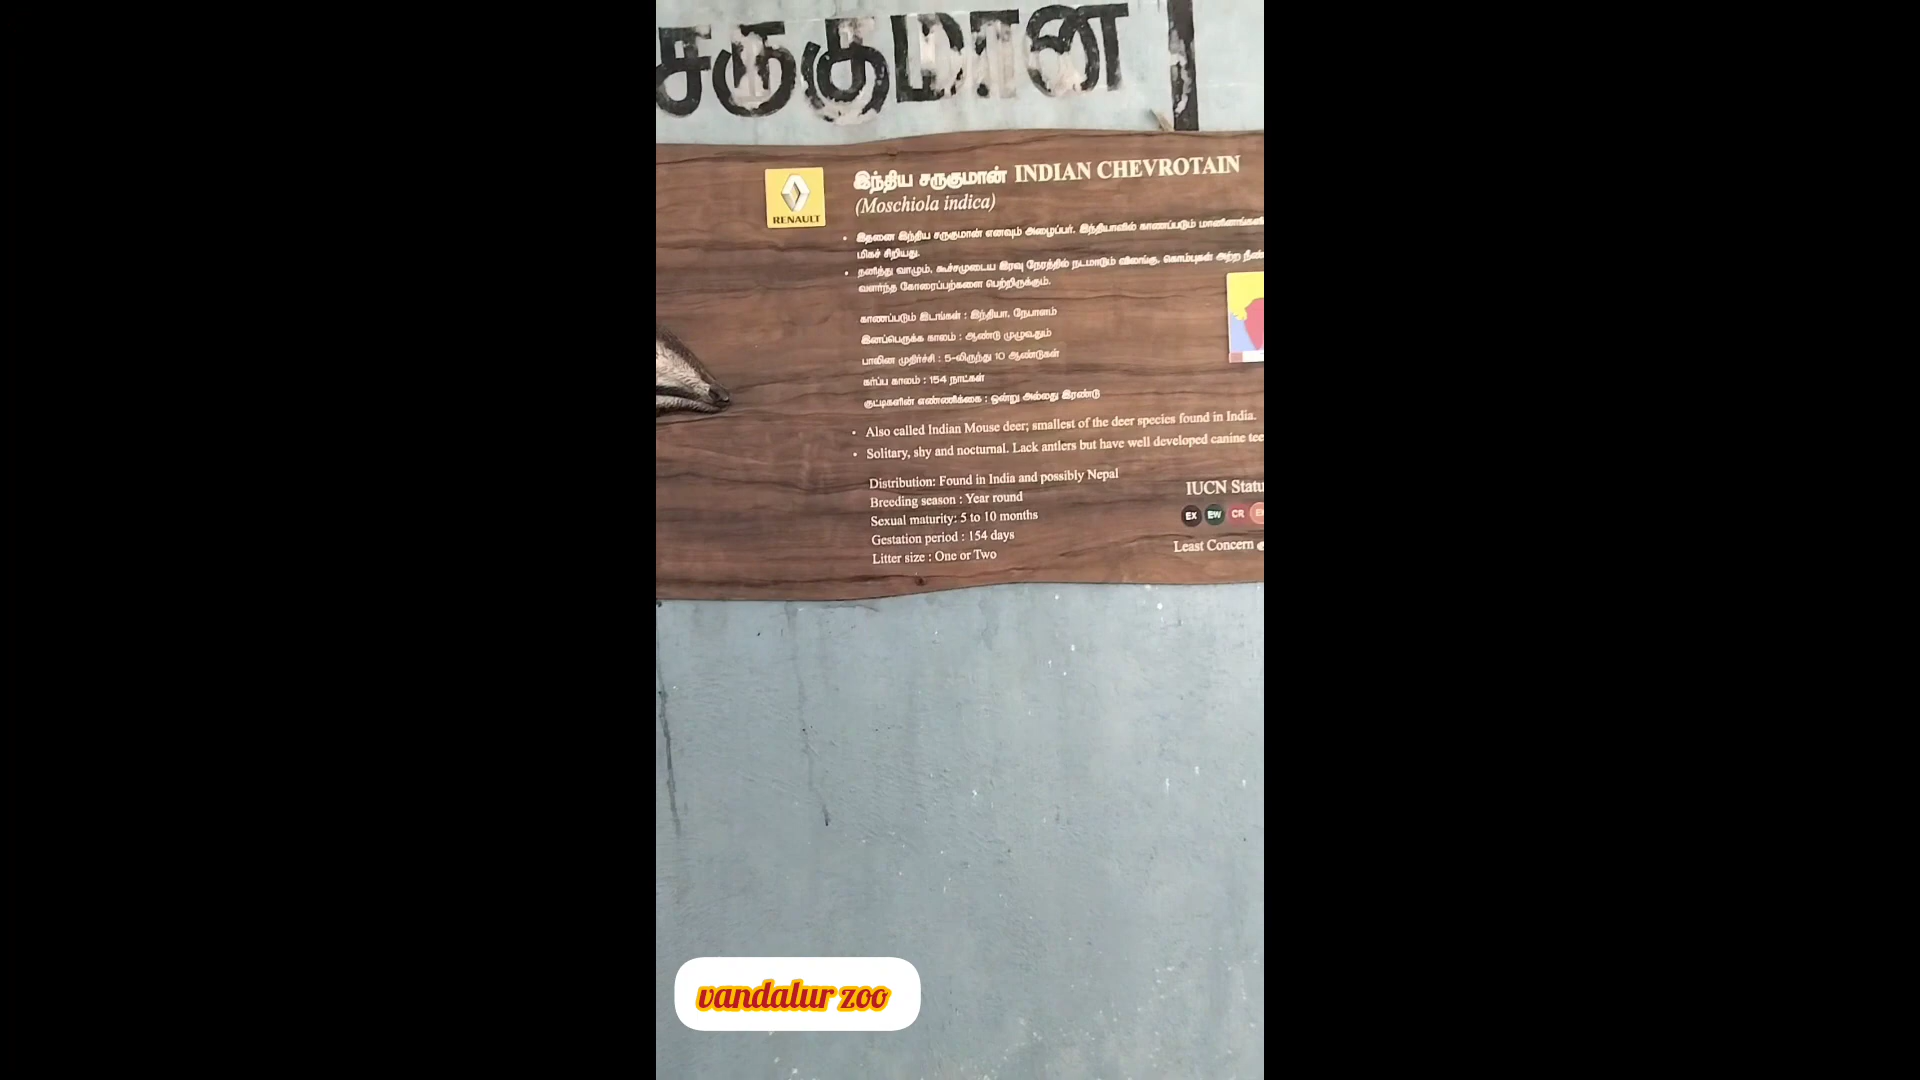 சருகுமான்
RENAULT
இந்திய சருகுமான் INDIAN CHEVROTAIN
(Moschiola indica)
• இதனை இந்திய சருகுமான் எனவும் அழைப்பர். இந்தியாவில் காணப்படும்
மிகச் சிறியது.
• தனித்து வாழும், கூச்சமுடைய இரவு நேரத்தில் நடமாடும் விலங்கு. கொம்புகள் அற்ற
வளர்ந்த கோரைப்பற்களை பெற்றிருக்கும்.
காணப்படும் இடங்கள் : இந்தியா, நேபாளம்
இனப்பெருக்க காலம் : ஆண்டு முழுவதும்
பாலின முதிர்ச்சி : 5-லிருந்து 10 ஆண்டுகள்
கர்ப்ப காலம் : 154 நாட்கள்
குட்டிகளின் எண்ணிக்கை : ஒன்று அல்லது இரண்டு
• Also called Indian Mouse deer; smallest of the deer species found in India.
• Solitary, shy and nocturnal. Lack antlers but have well developed canine tee
Distribution: Found in India and possibly Nepal
Breeding season : Year round
Sexual maturity: 5 to 10 months
Gestation period : 154 days
Litter size : One or Two
IUCN Statu
EX EW CR
Least Concern
vandalur zoo